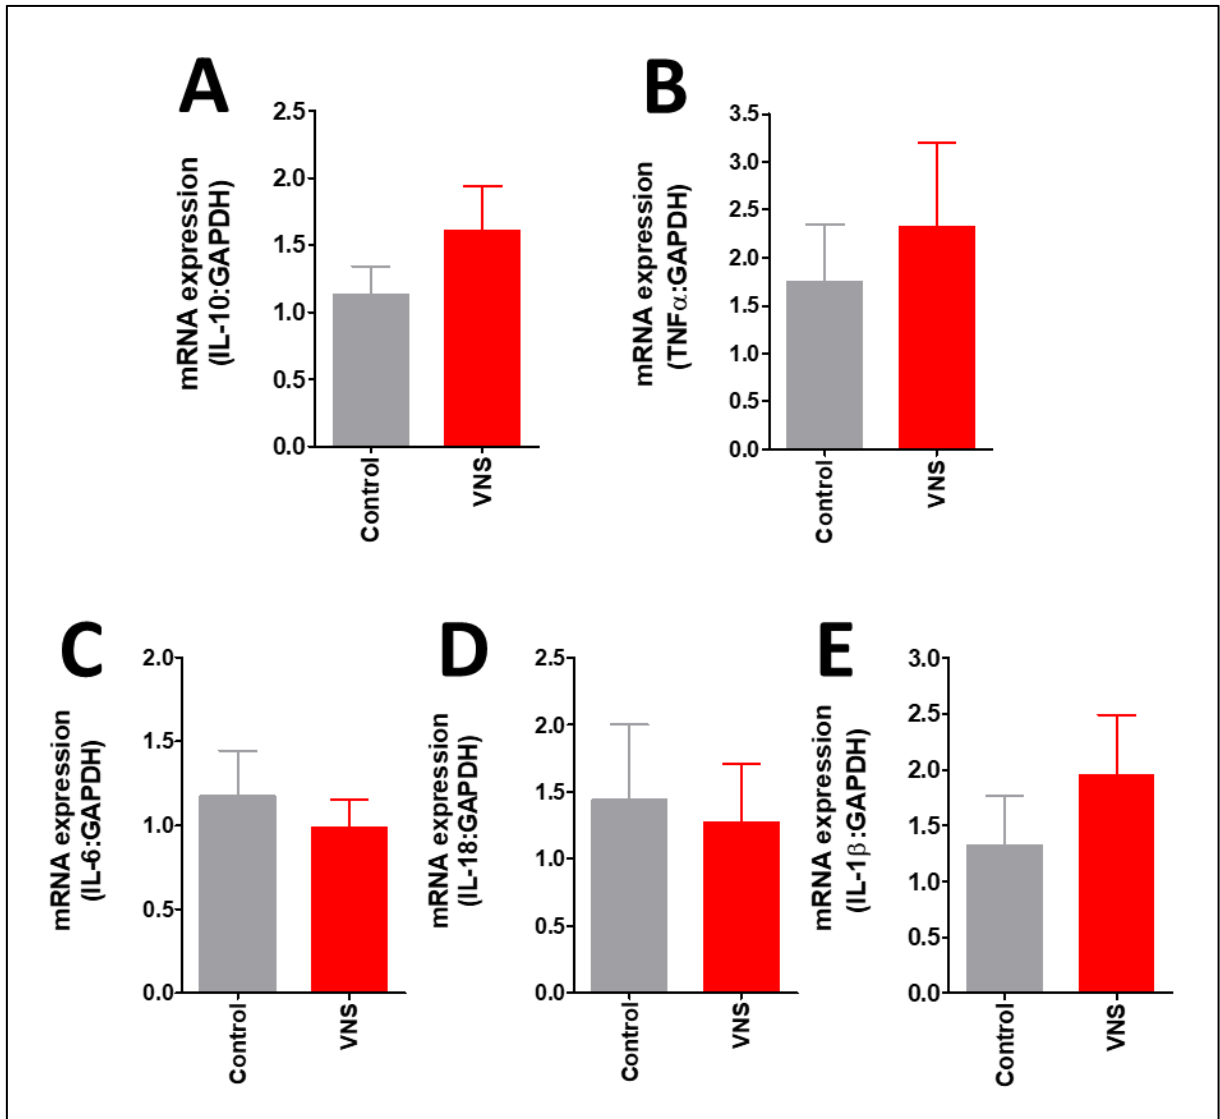 A
mRNA expression
(IL-10:GAPDH)
2.5
2.0
1.5
1.0
0.5
0.0
Control
VNS
B
mRNA expression
(TNFα:GAPDH)
3.5
3.0
2.5
2.0
1.5
1.0
0.5
0.0
Control
VNS
C
mRNA expression
(IL-6:GAPDH)
2.0
1.5
1.0
0.5
0.0
Control
VNS
D
mRNA expression
(IL-18:GAPDH)
2.5
2.0
1.5
1.0
0.5
0.0
Control
VNS
E
mRNA expression
(IL-1β:GAPDH)
3.0
2.5
2.0
1.5
1.0
0.5
0.0
Control
VNS